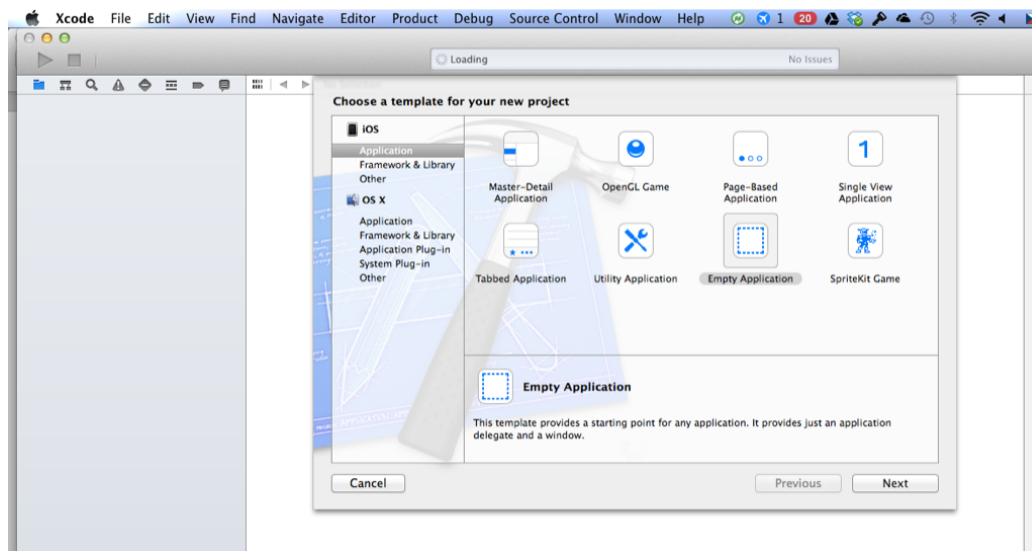 Xcode File Edit View Find Navigate Editor Product Debug Source Control Window Help 1 20
Loading No Issues
Choose a template for your new project
iOS
Application
Framework & Library
Other
OS X
Application
Framework & Library
Application Plug-in
System Plug-in
Other
Master-Detail
Application
OpenGL Game
Page-Based
Application
1
Single View
Application
Tabbed Application
Utility Application
Empty Application
SpriteKit Game
Empty Application
This template provides a starting point for any application. It provides just an application
delegate and a window.
Cancel
Previous
Next